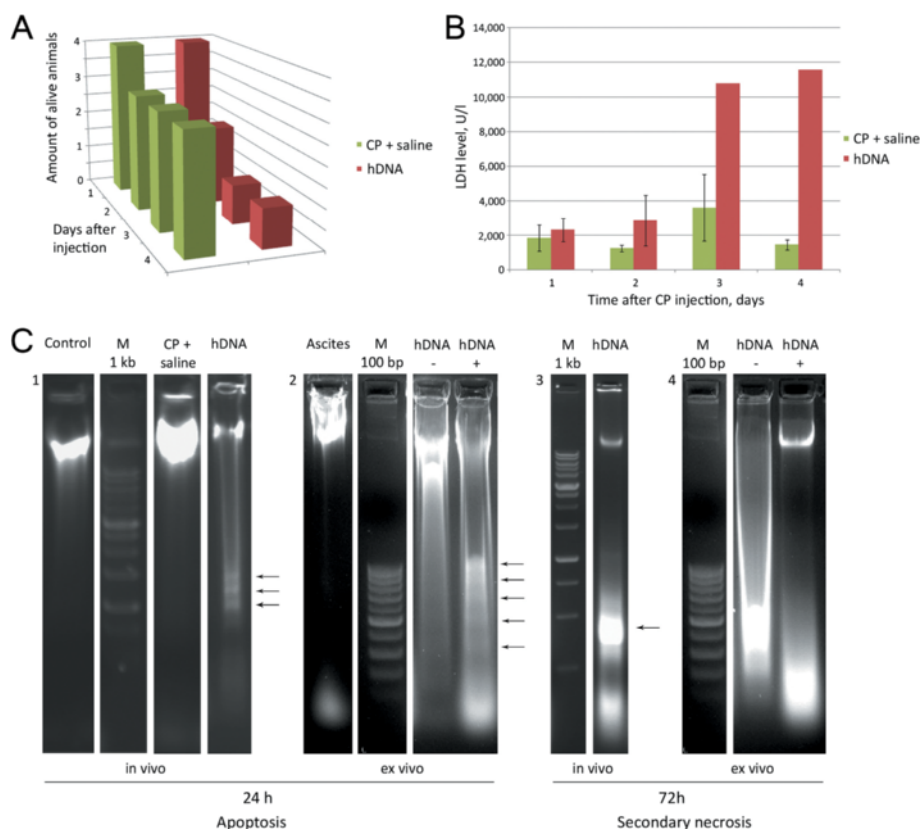 A
Amount of alive animals
4
3
2
1
0
1
2
3
4
Days after
injection
CP + saline
hDNA
B
LDH level, U/l
14,000
12,000
10,000
8,000
6,000
4,000
2,000
0
1 2 3 4
Time after CP injection, days
CP + saline
hDNA
C
Control M CP + hDNA Ascites M hDNA hDNA M hDNA M hDNA hDNA
1 kb saline 100 bp - + 1 kb 100 bp - +
1 2 3 4
in vivo ex vivo in vivo ex vivo
24 h 72h
Apoptosis Secondary necrosis